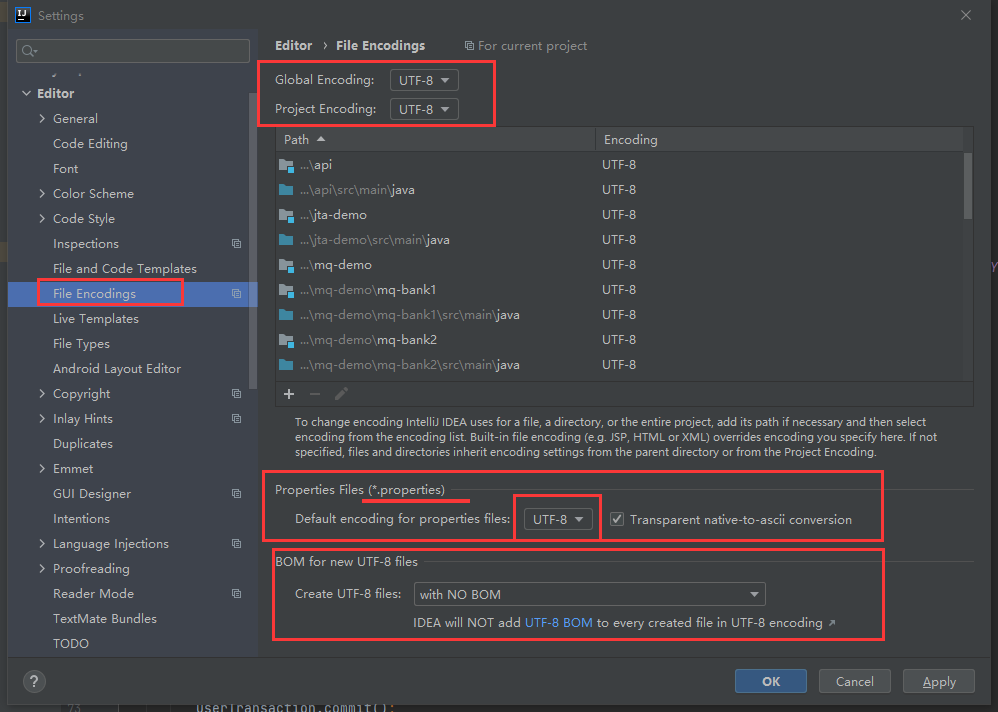 Settings
Editor › File Encodings For current project
Global Encoding: UTF-8
Project Encoding: UTF-8
Path Encoding
...\api UTF-8
...\api\src\main\java UTF-8
...\jta-demo UTF-8
...\jta-demo\src\main\java UTF-8
...\mq-demo UTF-8
...\mq-demo\mq-bank1 UTF-8
...\mq-demo\mq-bank1\src\main\java UTF-8
...\mq-demo\mq-bank2 UTF-8
...\mq-demo\mq-bank2\src\main\java UTF-8
To change encoding IntelliJ IDEA uses for a file, a directory, or the entire project, add its path if necessary and then select
encoding from the encoding list. Built-in file encoding (e.g. JSP, HTML or XML) overrides encoding you specify here. If not
specified, files and directories inherit encoding settings from the parent directory or from the Project Encoding.
Properties Files (*.properties)
Default encoding for properties files: UTF-8 Transparent native-to-ascii conversion
BOM for new UTF-8 files
Create UTF-8 files: with NO BOM
IDEA will NOT add UTF-8 BOM to every created file in UTF-8 encoding ↗
Editor
General
Code Editing
Font
Color Scheme
Code Style
Inspections
File and Code Templates
File Encodings
Live Templates
File Types
Android Layout Editor
Copyright
Inlay Hints
Duplicates
Emmet
GUI Designer
Intentions
Language Injections
Proofreading
Reader Mode
TextMate Bundles
TODO
? OK Cancel Apply
73 userTransaction.commit();